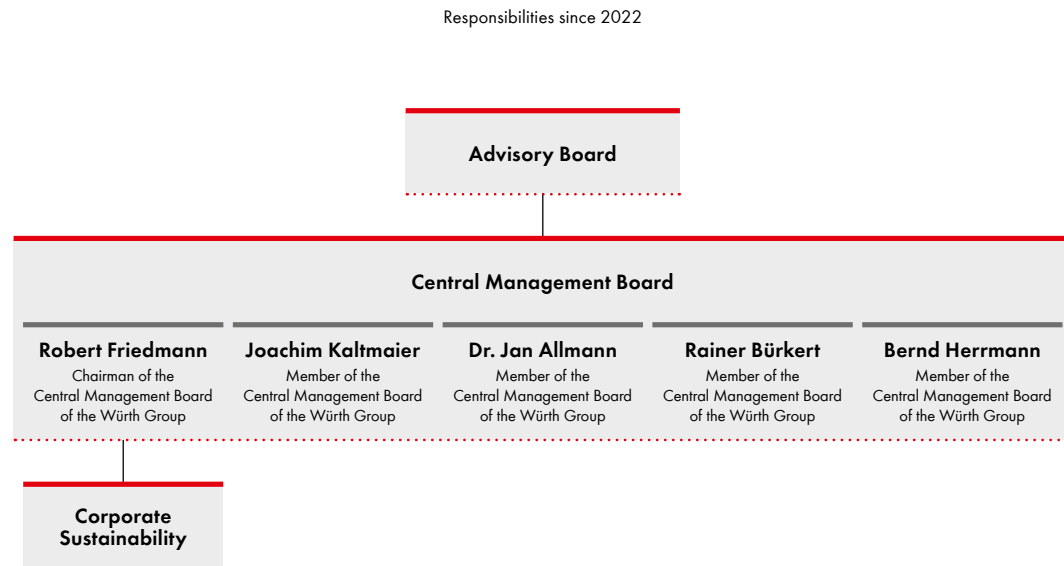 Responsibilities since 2022
Advisory Board
Central Management Board
Robert Friedmann
Chairman of the
Central Management Board
of the Würth Group
Joachim Kaltmaier
Member of the
Central Management Board
of the Würth Group
Dr. Jan Allmann
Member of the
Central Management Board
of the Würth Group
Rainer Bürkert
Member of the
Central Management Board
of the Würth Group
Bernd Herrmann
Member of the
Central Management Board
of the Würth Group
Corporate
Sustainability